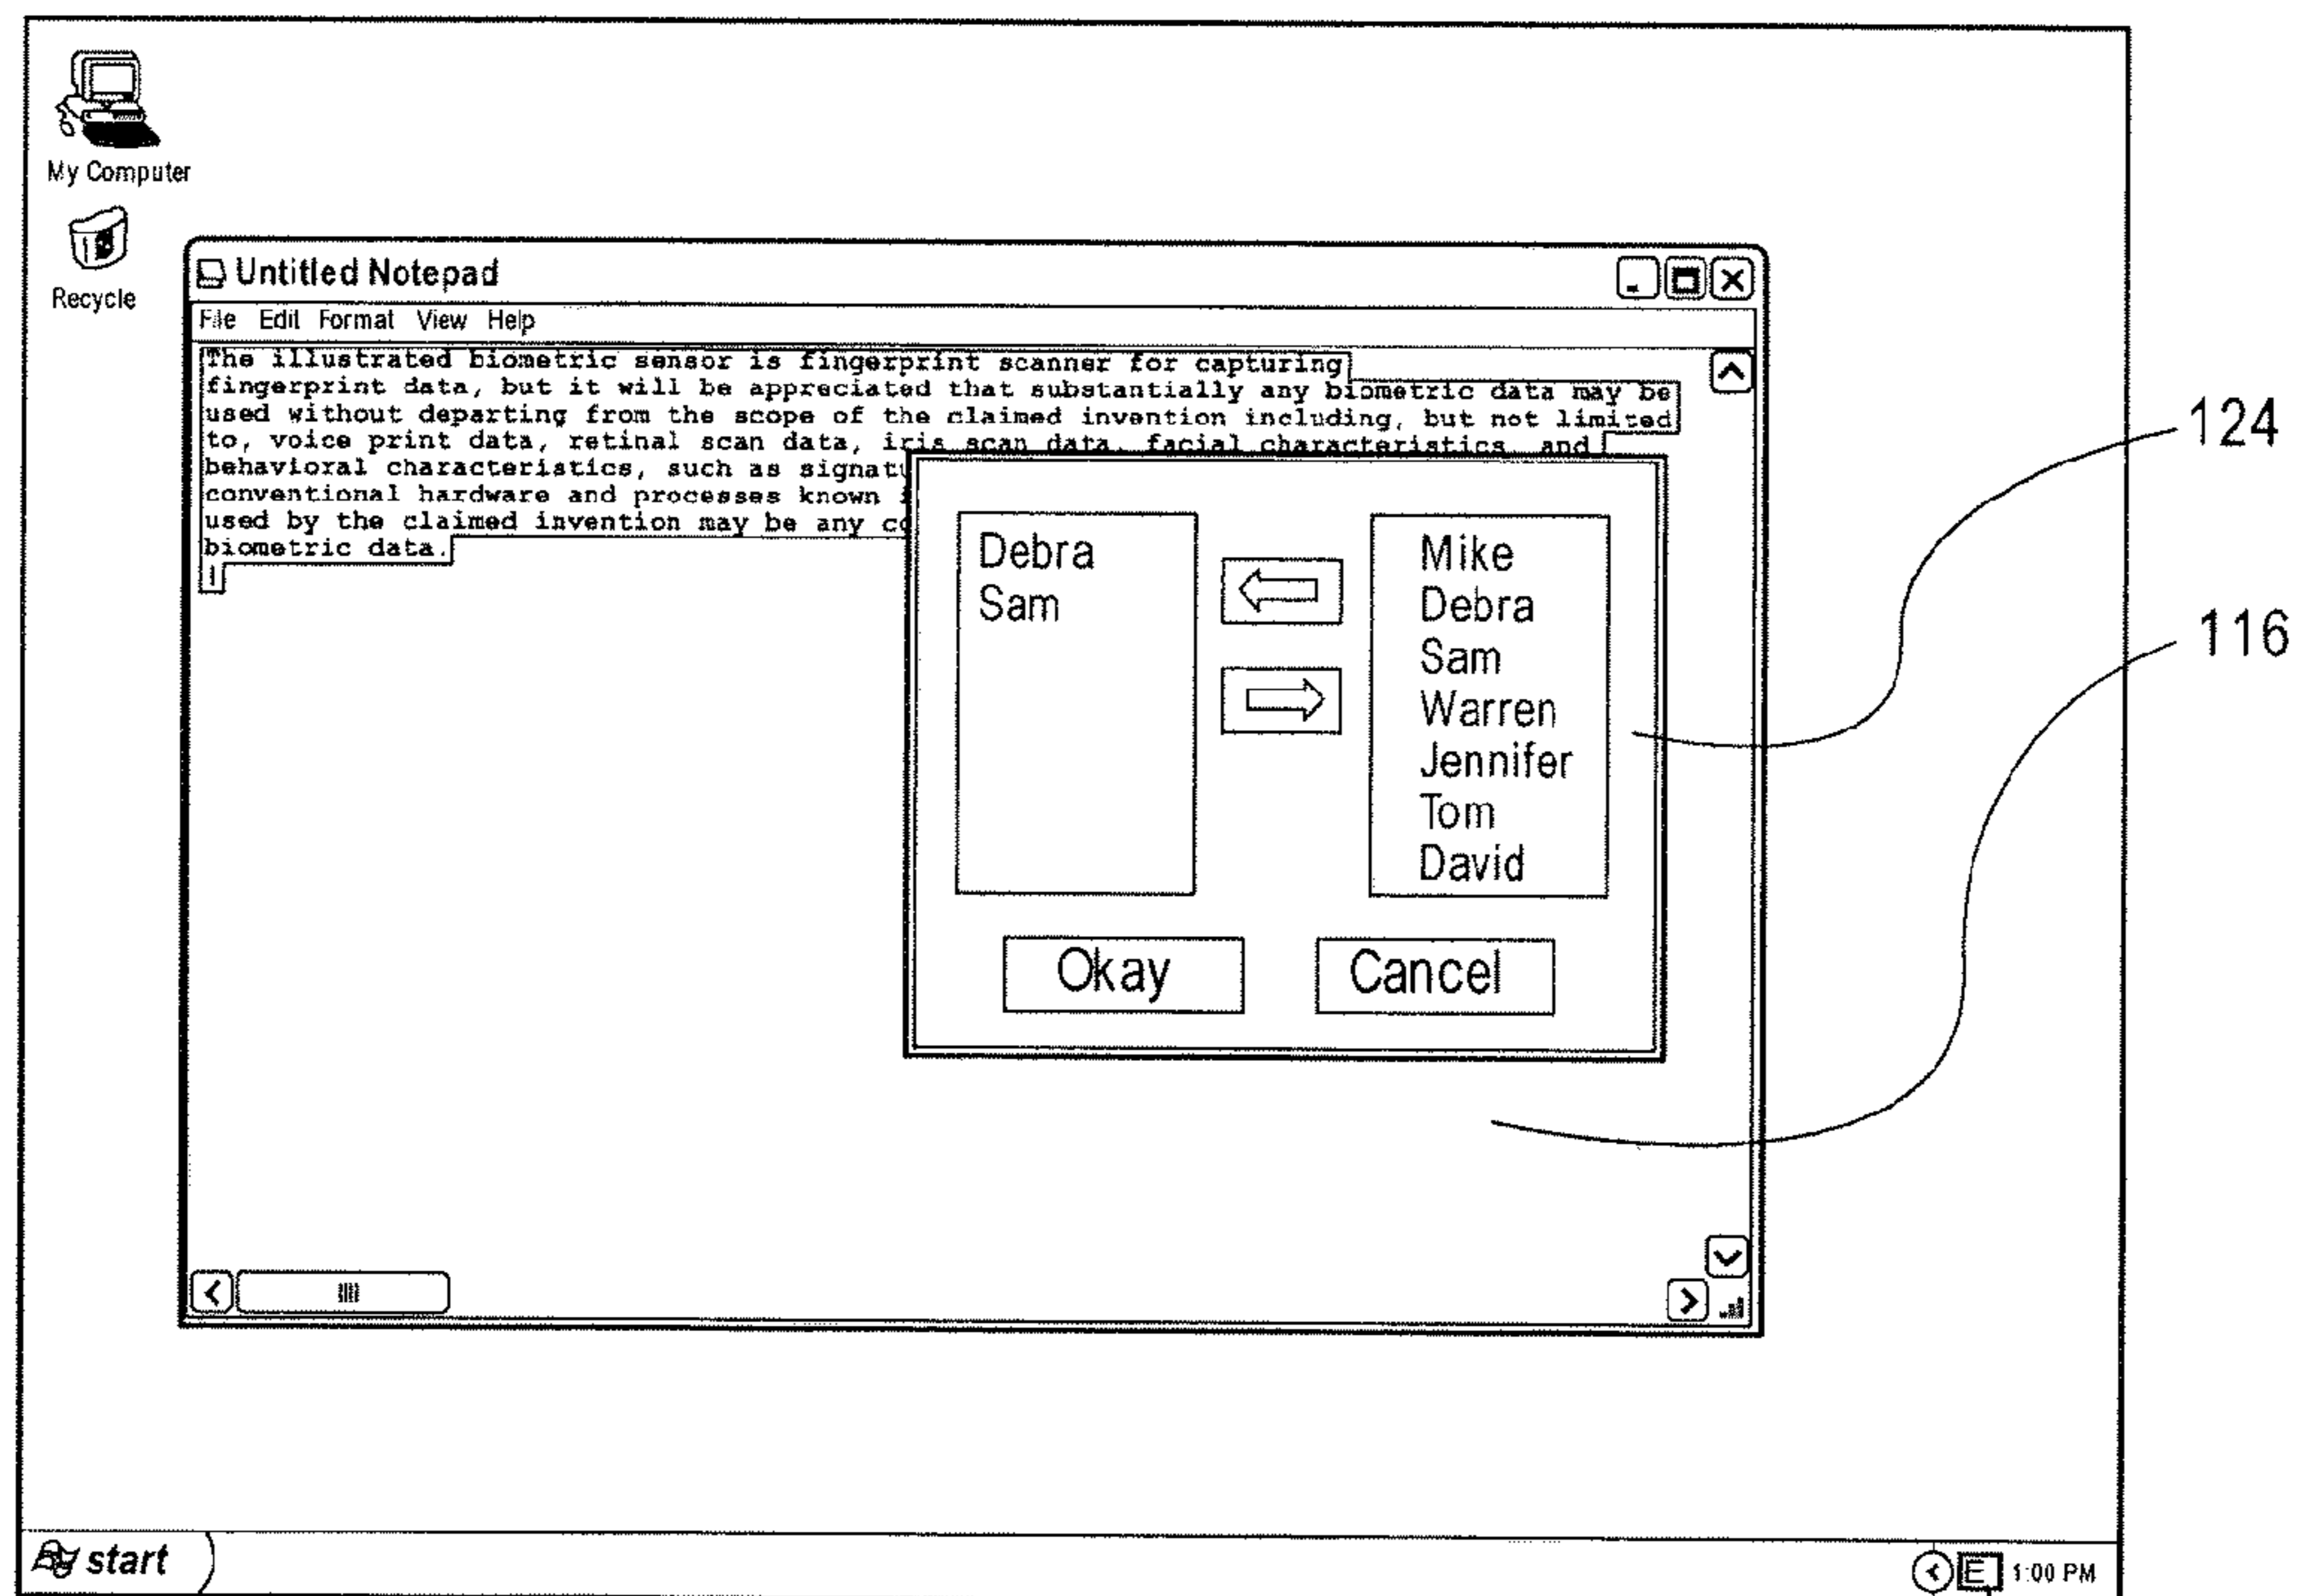 My Computer
Recycle
Untitled Notepad
File Edit Format View Help
The illustrated biometric sensor is fingerprint scanner for capturing
fingerprint data, but it will be appreciated that substantially any biometric data may be
used without departing from the scope of the claimed invention including, but not limited
to, voice print data, retinal scan data, iris scan data, facial characteristics, and
behavioral characteristics, such as signatu
conventional hardware and processes known
used by the claimed invention may be any co
biometric data.
Debra
Sam
Mike
Debra
Sam
Warren
Jennifer
Tom
David
Okay
Cancel
124
116
start
E
1:00 PM